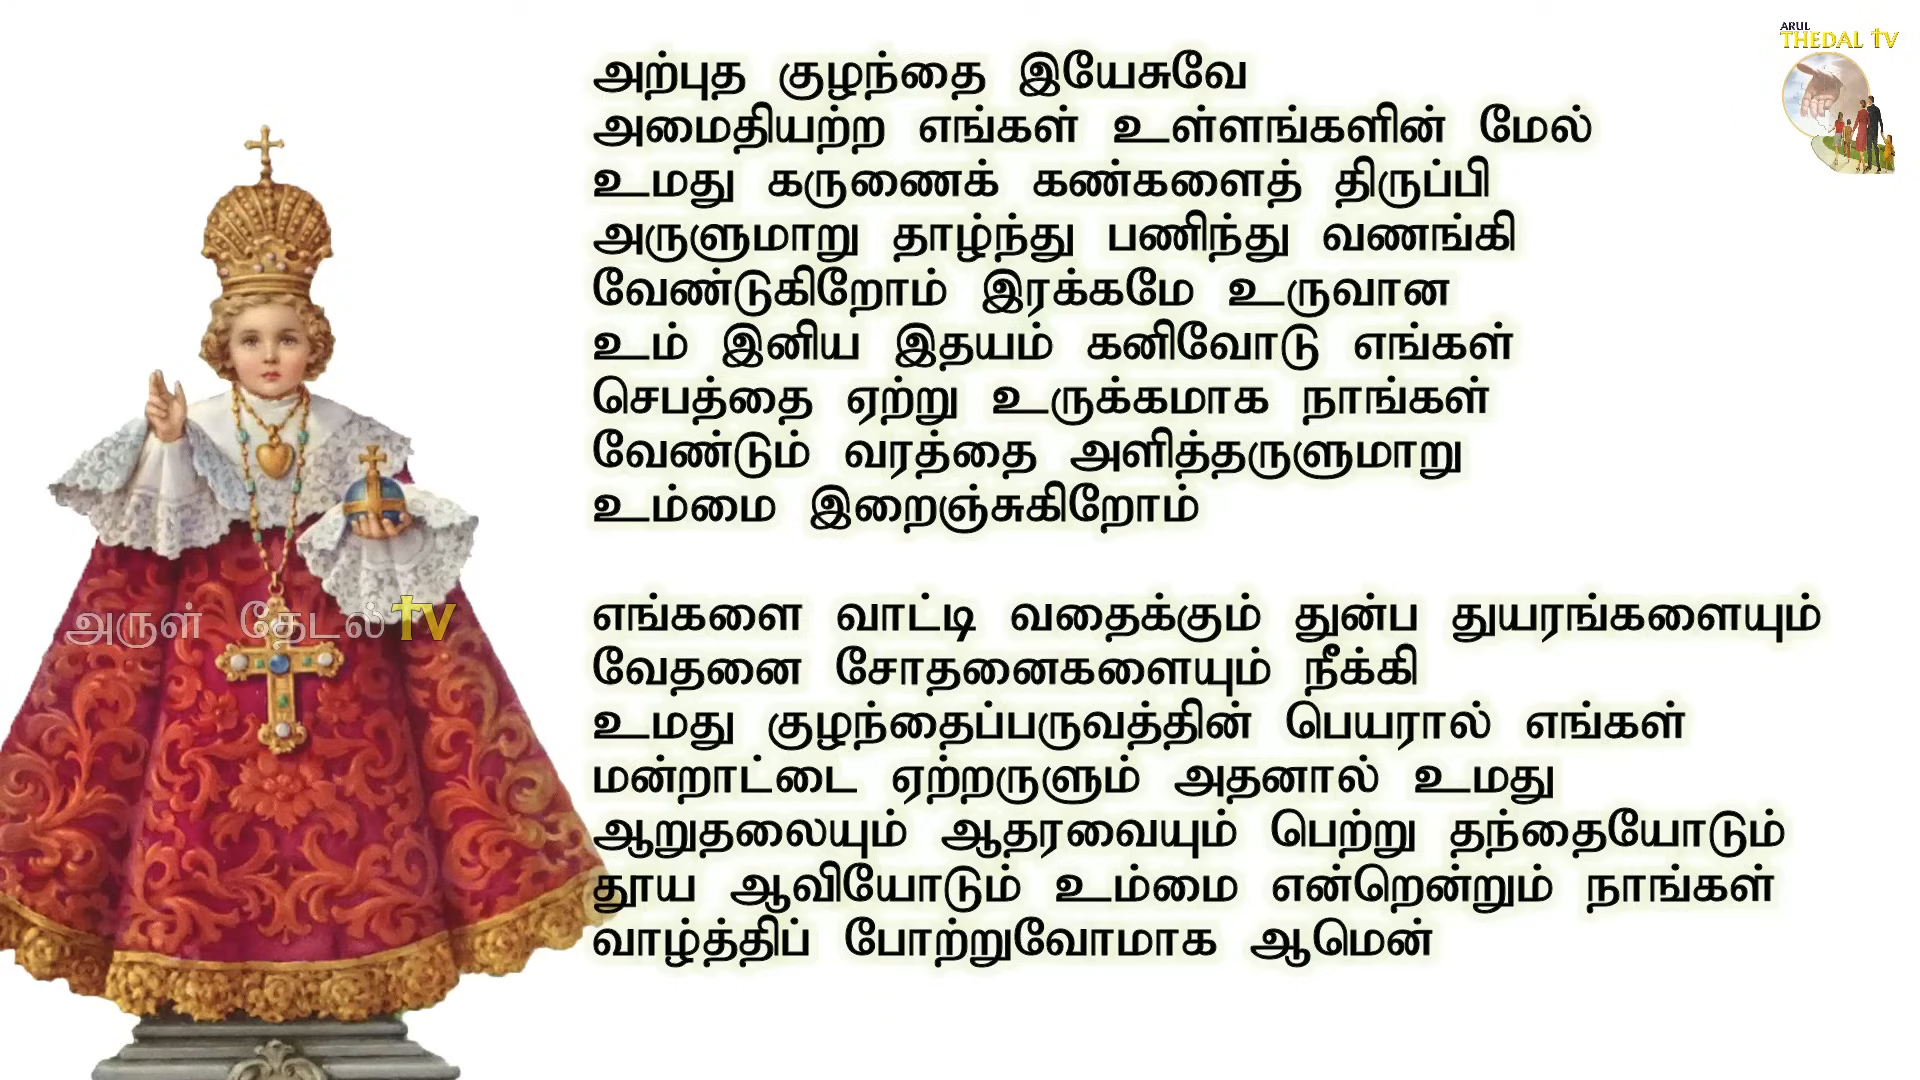 ARUL
THEDAL TV
அற்புத குழந்தை இயேசுவே
அமைதியற்ற எங்கள் உள்ளங்களின் மேல்
உமது கருணைக் கண்களைத் திருப்பி
அருளுமாறு தாழ்ந்து பணிந்து வணங்கி
வேண்டுகிறோம் இரக்கமே உருவான
உம் இனிய இதயம் கனிவோடு எங்கள்
செபத்தை ஏற்று உருக்கமாக நாங்கள்
வேண்டும் வரத்தை அளித்தருளுமாறு
உம்மை இறைஞ்சுகிறோம்
எங்களை வாட்டி வதைக்கும் துன்ப துயரங்களையும்
வேதனை சோதனைகளையும் நீக்கி
உமது குழந்தைப்பருவத்தின் பெயரால் எங்கள்
மன்றாட்டை ஏற்றருளும் அதனால் உமது
ஆறுதலையும் ஆதரவையும் பெற்று தந்தையோடும்
தூய ஆவியோடும் உம்மை என்றென்றும் நாங்கள்
வாழ்த்திப் போற்றுவோமாக ஆமென்
அருள் தேடல் TV